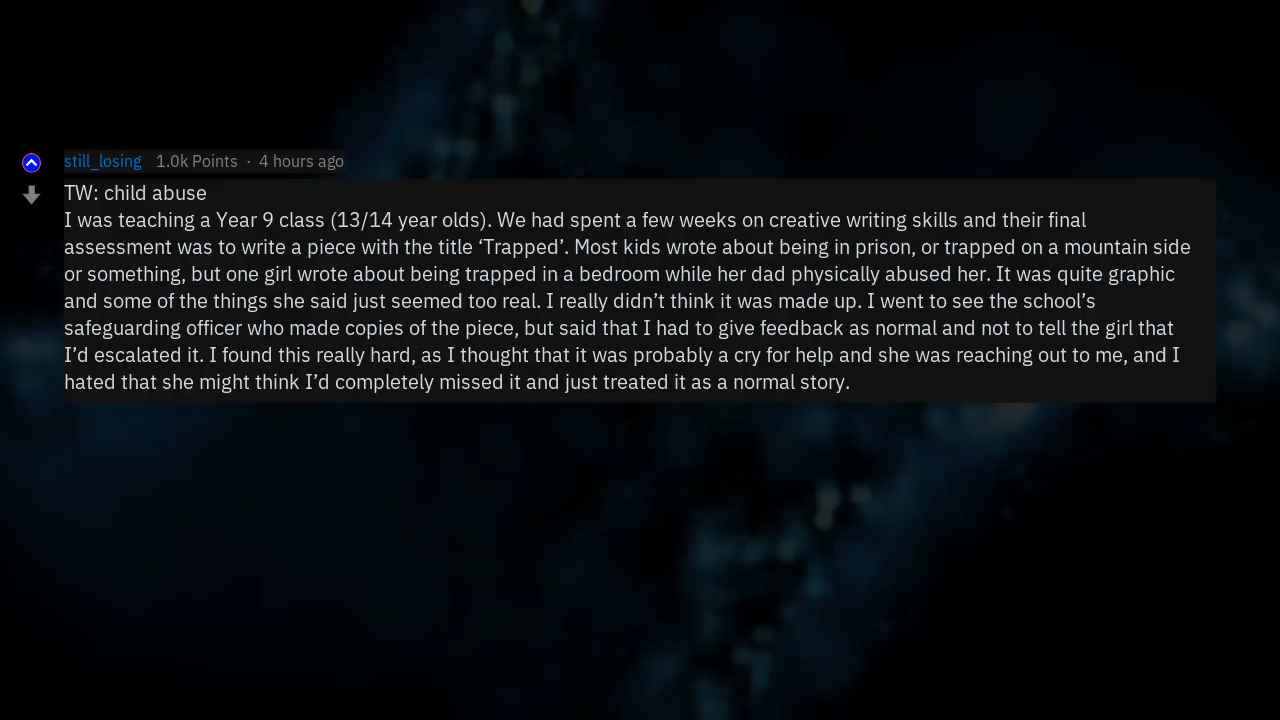 still_losing 1.0k Points · 4 hours ago
TW: child abuse
I was teaching a Year 9 class (13/14 year olds). We had spent a few weeks on creative writing skills and their final
assessment was to write a piece with the title ‘Trapped’. Most kids wrote about being in prison, or trapped on a mountain side
or something, but one girl wrote about being trapped in a bedroom while her dad physically abused her. It was quite graphic
and some of the things she said just seemed too real. I really didn’t think it was made up. I went to see the school’s
safeguarding officer who made copies of the piece, but said that I had to give feedback as normal and not to tell the girl that
I’d escalated it. I found this really hard, as I thought that it was probably a cry for help and she was reaching out to me, and I
hated that she might think I’d completely missed it and just treated it as a normal story.